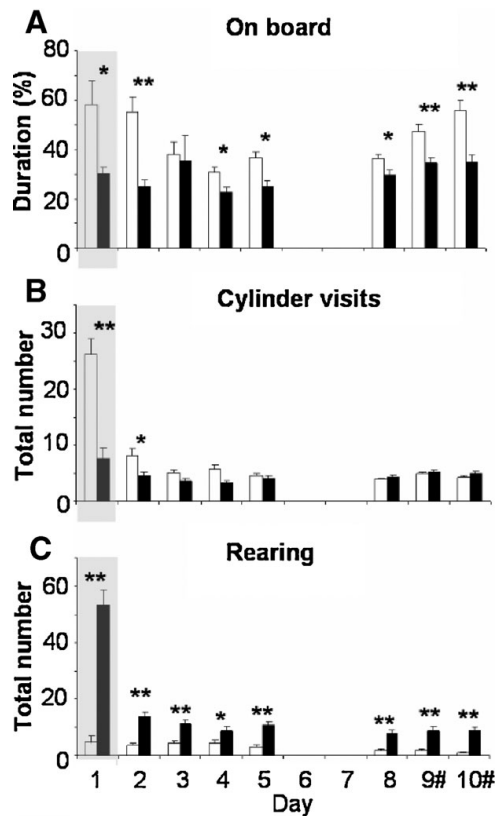 A
On board
Duration (%)
80
60
40
20
0
*
**
*
*
*
**
**
B
Cylinder visits
Total number
30
20
10
0
**
*
C
Rearing
Total number
60
40
20
0
**
**
**
*
**
**
**
**
1 2 3 4 5 6 7 8 9# 10#
Day